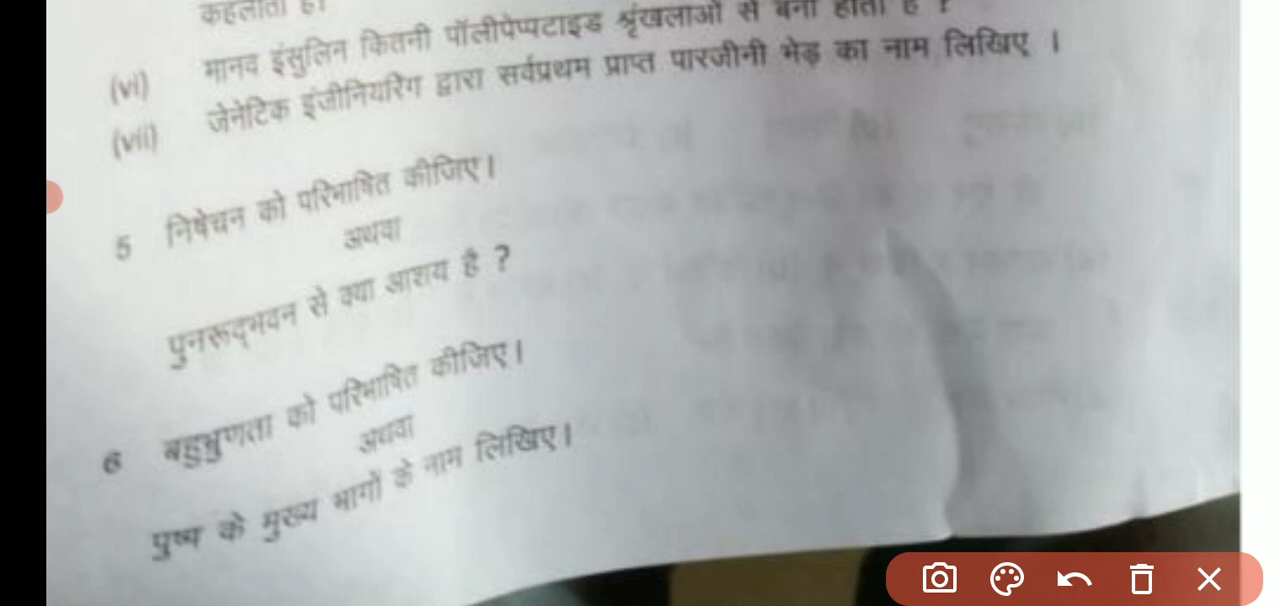 कहलाता है।
(vi) मानव इंसुलिन कितनी पॉलीपेप्पटाइड श्रृंखलाओं से बना होता है ?
(vii) जेनेटिक इंजीनियरिंग द्वारा सर्वप्रथम प्राप्त पारजीनी भेड़ का नाम लिखिए ।
5 निषेचन को परिभाषित कीजिए।
अथवा
पुनरूद्भवन से क्या आशय है ?
6 बहुभ्रुणता को परिभाषित कीजिए।
अथवा
पुष्प के मुख्य भागों के नाम लिखिए।